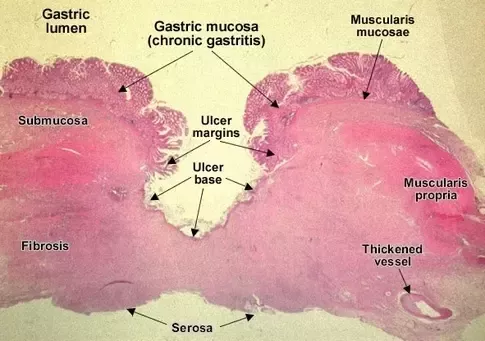 Gastric
lumen
Gastric mucosa
(chronic gastritis)
Muscularis
mucosae
Submucosa
Ulcer
margins
Ulcer
base
Muscularis
propria
Fibrosis
Thickened
vessel
Serosa